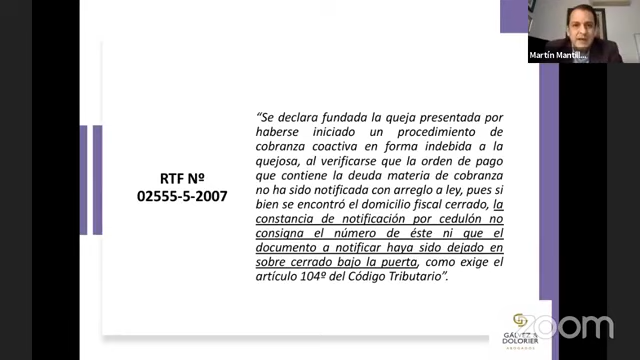 Martín Mantill...
“Se declara fundada la queja presentada por
haberse iniciado un procedimiento de
cobranza coactiva en forma indebida a la
quejosa, al verificarse que la orden de pago
que contiene la deuda materia de cobranza
no ha sido notificada con arreglo a ley, pues si
bien se encontró el domicilio fiscal cerrado, la
constancia de notificación por cedulón no
consigna el número de éste ni que el
documento a notificar haya sido dejado en
sobre cerrado bajo la puerta, como exige el
artículo 104º del Código Tributario”.
RTF Nº
02555-5-2007
DOLORIER
zoom